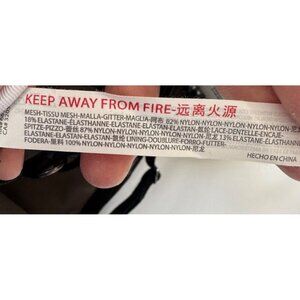 KEEP AWAY FROM FIRE-远离火源
MESH-TISSU MESH-MALLA-GITTER-MAGLIA-网布 82% NYLON-NYLON-NYLON-NYLON-NYLON-尼龙
18% ELASTANE-ELASTHANNE-ELASTAN-ELASTAN-ELASTAN-氨纶 LACE-DENTELLE-ENCAJE-
SPITZE-PIZZO-蕾丝 87% NYLON-NYLON-NYLON-NYLON-NYLON-尼龙 13% ELASTANE-ELASTHANNE-
ELASTAN-ELASTAN-ELASTAN-氨纶 LINING-DOUBLURE-FORRO-FUTTER-
FODERA-里料 100% NYLON-NYLON-NYLON-NYLON-NYLON-尼龙
HECHO EN CHINA